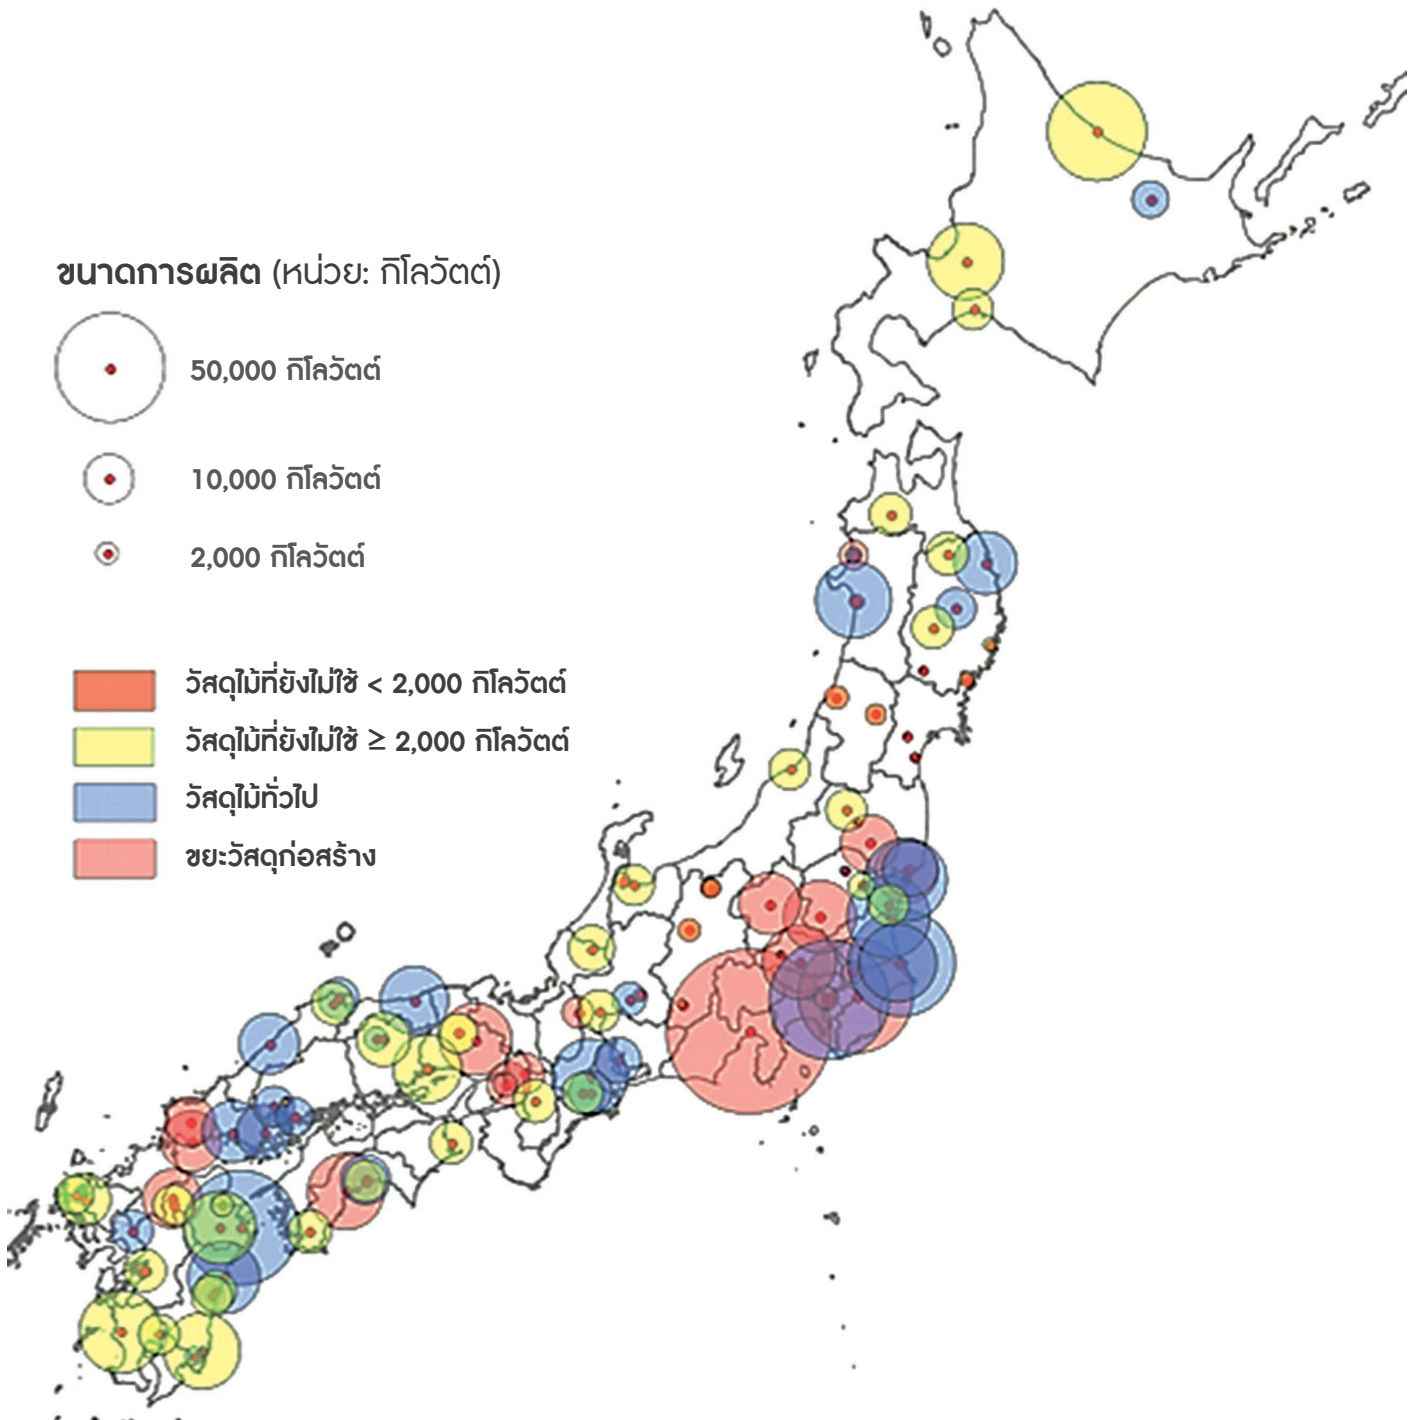 ขนาดการผลิต (หน่วย: กิโลวัตต์)
50,000 กิโลวัตต์
10,000 กิโลวัตต์
2,000 กิโลวัตต์
วัสดุไม้ที่ยังไม่ใช้ < 2,000 กิโลวัตต์
วัสดุไม้ที่ยังไม่ใช้ ≥ 2,000 กิโลวัตต์
วัสดุไม้ทั่วไป
ขยะวัสดุก่อสร้าง